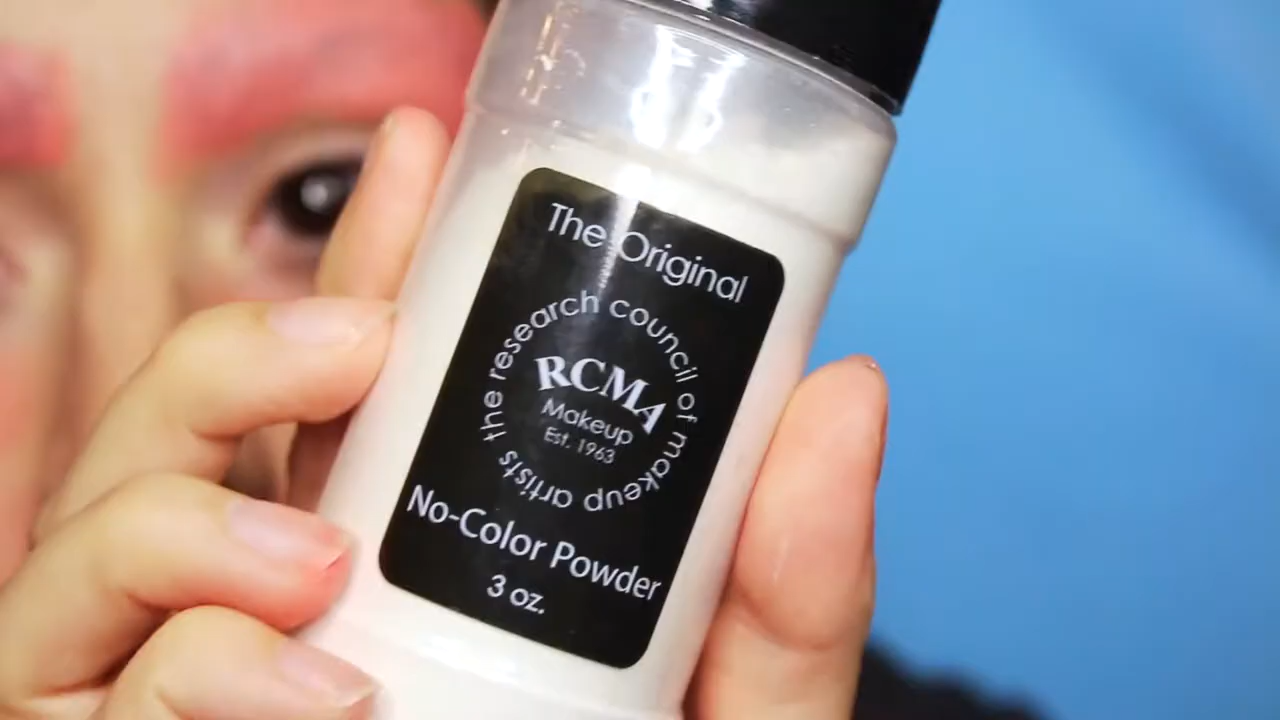 The Original
the research council of makeup artists
RCMA
Makeup
Est. 1963
No-Color Powder
3 oz.